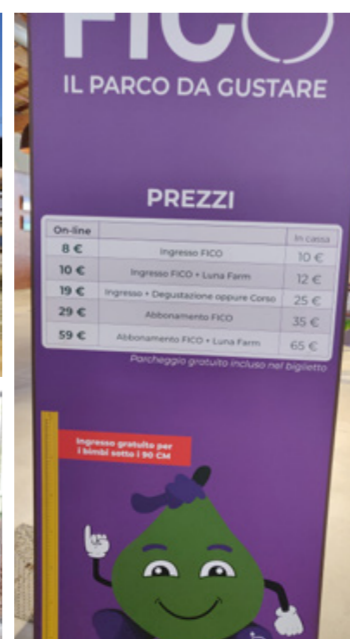 FICO
IL PARCO DA GUSTARE
PREZZI
On-line In cassa
8 € Ingresso FICO 10 €
10 € Ingresso FICO + Luna Farm 12 €
19 € Ingresso + Degustazione oppure Corso 25 €
29 € Abbonamento FICO 35 €
59 € Abbonamento FICO + Luna Farm 65 €
Parcheggio gratuito incluso nel biglietto
Ingresso gratuito per
i bimbi sotto i 90 CM